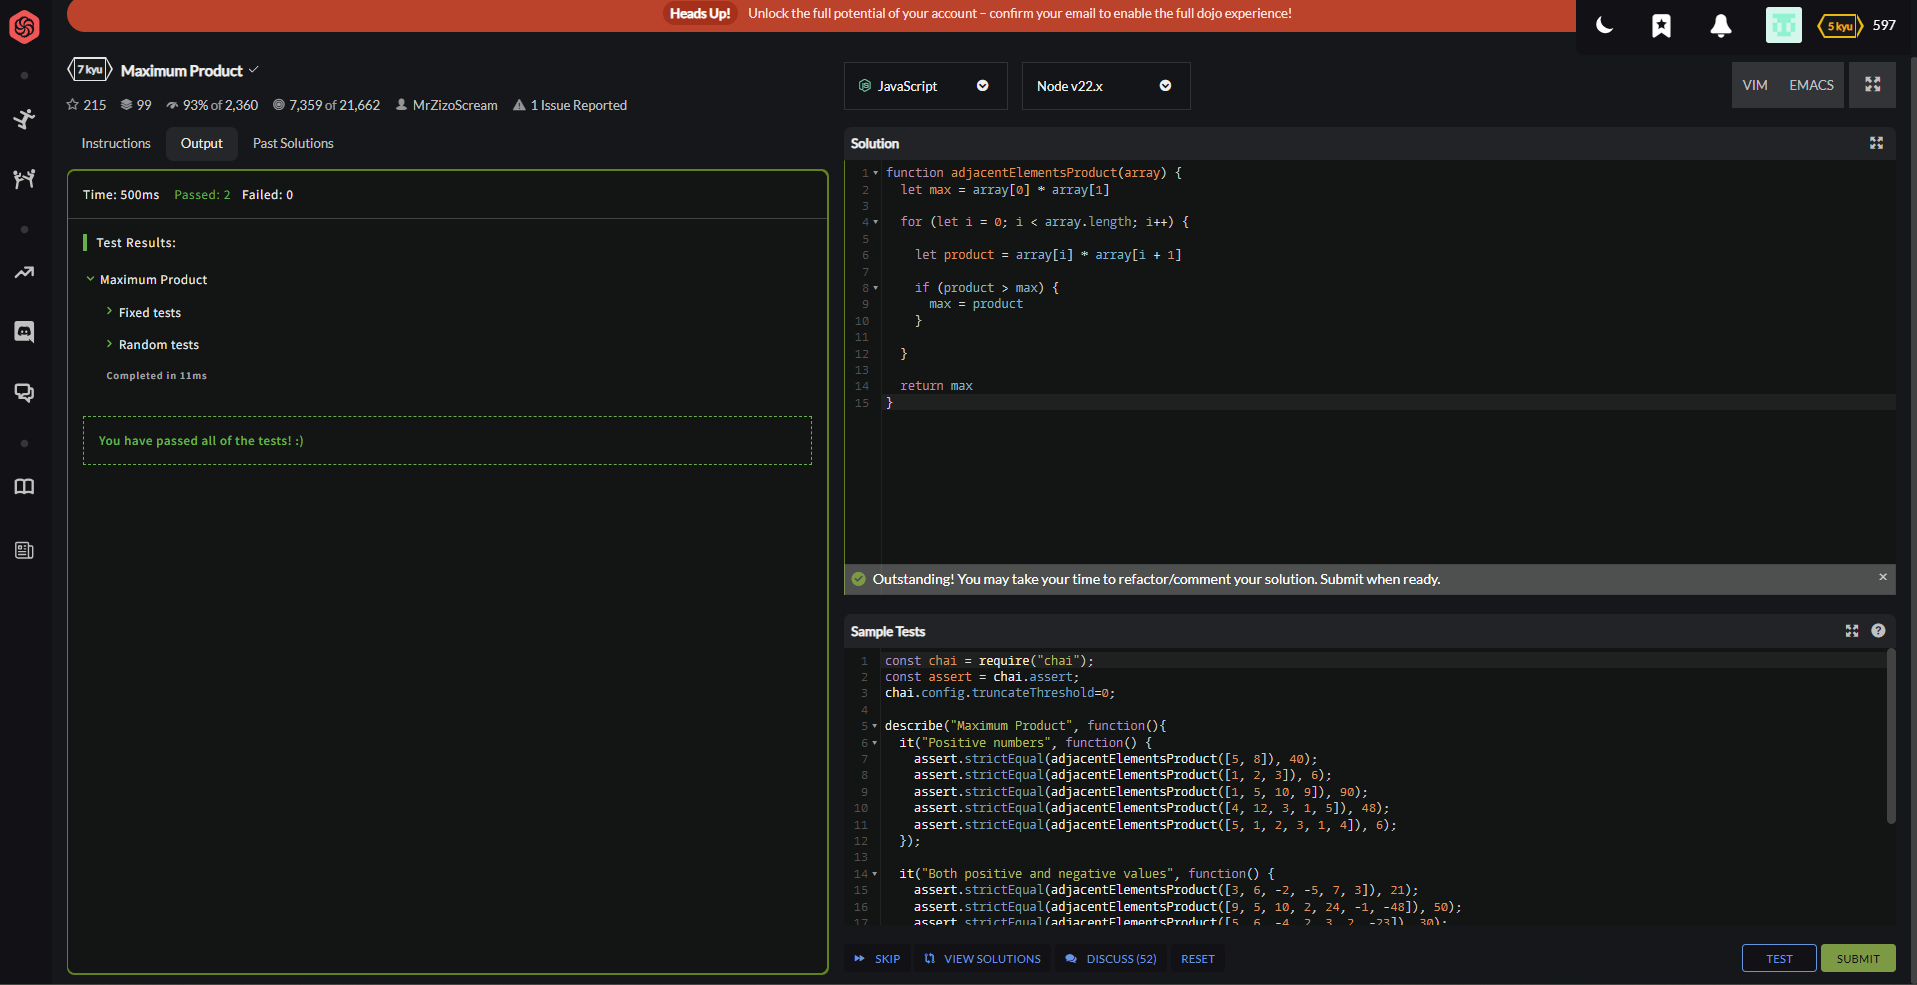 Heads Up! Unlock the full potential of your account – confirm your email to enable the full dojo experience!
5 kyu 597
7 kyu Maximum Product
215 99 93% of 2,360 7,359 of 21,662 MrZizoScream 1 Issue Reported
Instructions Output Past Solutions
Time: 500ms Passed: 2 Failed: 0
Test Results:
Maximum Product
Fixed tests
Random tests
Completed in 11ms
You have passed all of the tests! :)
JavaScript Node v22.x VIM EMACS
Solution
1 function adjacentElementsProduct(array) {
2 let max = array[0] * array[1]
3
4 for (let i = 0; i < array.length; i++) {
5
6 let product = array[i] * array[i + 1]
7
8 if (product > max) {
9 max = product
10 }
11
12 }
13
14 return max
15 }
Outstanding! You may take your time to refactor/comment your solution. Submit when ready.
Sample Tests
1 const chai = require("chai");
2 const assert = chai.assert;
3 chai.config.truncateThreshold=0;
4
5 describe("Maximum Product", function(){
6 it("Positive numbers", function() {
7 assert.strictEqual(adjacentElementsProduct([5, 8]), 40);
8 assert.strictEqual(adjacentElementsProduct([1, 2, 3]), 6);
9 assert.strictEqual(adjacentElementsProduct([1, 5, 10, 9]), 90);
10 assert.strictEqual(adjacentElementsProduct([4, 12, 3, 1, 5]), 48);
11 assert.strictEqual(adjacentElementsProduct([5, 1, 2, 3, 1, 4]), 6);
12 });
13
14 it("Both positive and negative values", function() {
15 assert.strictEqual(adjacentElementsProduct([3, 6, -2, -5, 7, 3]), 21);
16 assert.strictEqual(adjacentElementsProduct([9, 5, 10, 2, 24, -1, -48]), 50);
17 assert.strictEqual(adjacentElementsProduct([5, 6, -4, 2, 3, 2, -23]), 30);
SKIP VIEW SOLUTIONS DISCUSS (52) RESET TEST SUBMIT